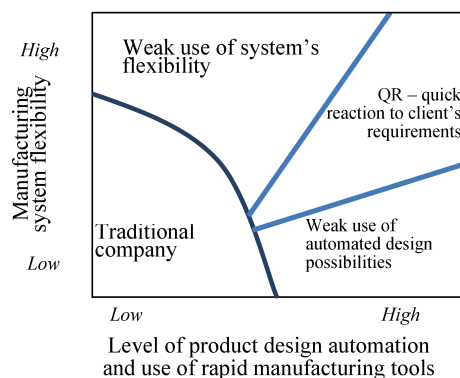 High
Weak use of system's
flexibility
QR – quick
reaction to client's
requirements
Manufacturing
system flexibility
Traditional
company
Weak use of
automated design
possibilities
Low
Low
High
Level of product design automation
and use of rapid manufacturing tools